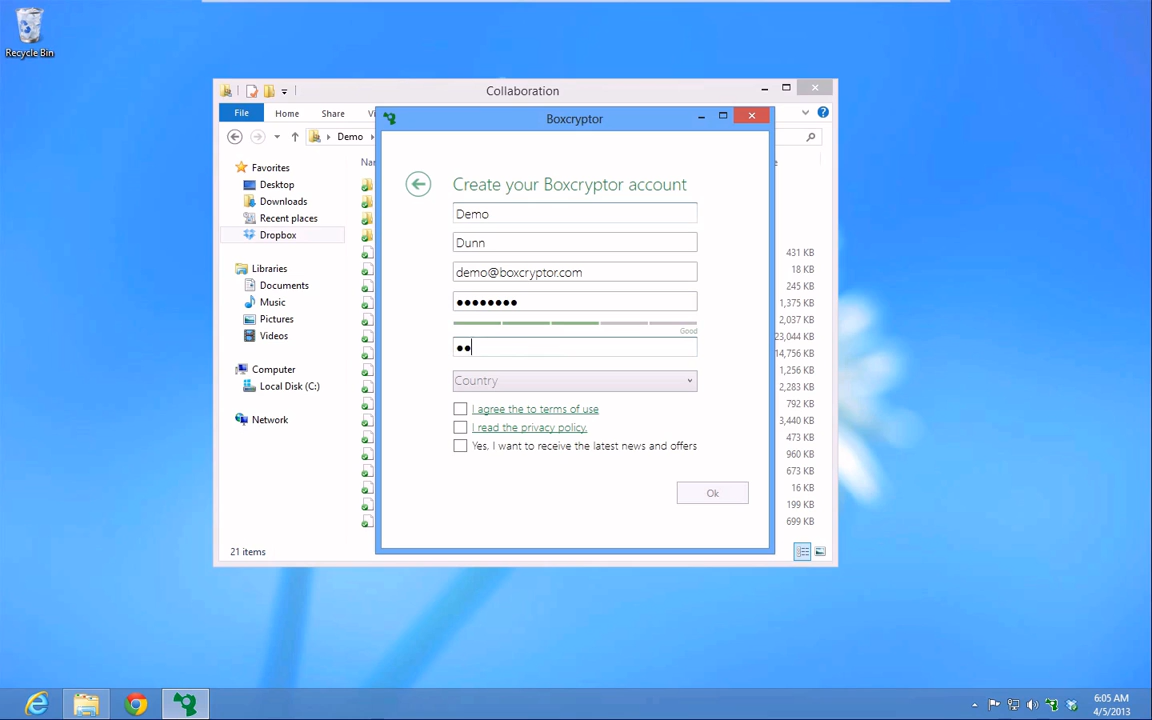 Recycle Bin
Collaboration
File Home Share
Demo
Favorites
Desktop
Downloads
Recent places
Dropbox
Libraries
Documents
Music
Pictures
Videos
Computer
Local Disk (C:)
Network
21 items
Boxcryptor
Create your Boxcryptor account
Demo
Dunn
demo@boxcryptor.com
Good
Country
I agree the to terms of use
I read the privacy policy.
Yes, I want to receive the latest news and offers
Ok
431 KB
18 KB
245 KB
1,375 KB
2,037 KB
23,044 KB
14,756 KB
1,256 KB
2,283 KB
792 KB
3,440 KB
473 KB
960 KB
673 KB
16 KB
199 KB
699 KB
6:05 AM
4/5/2013